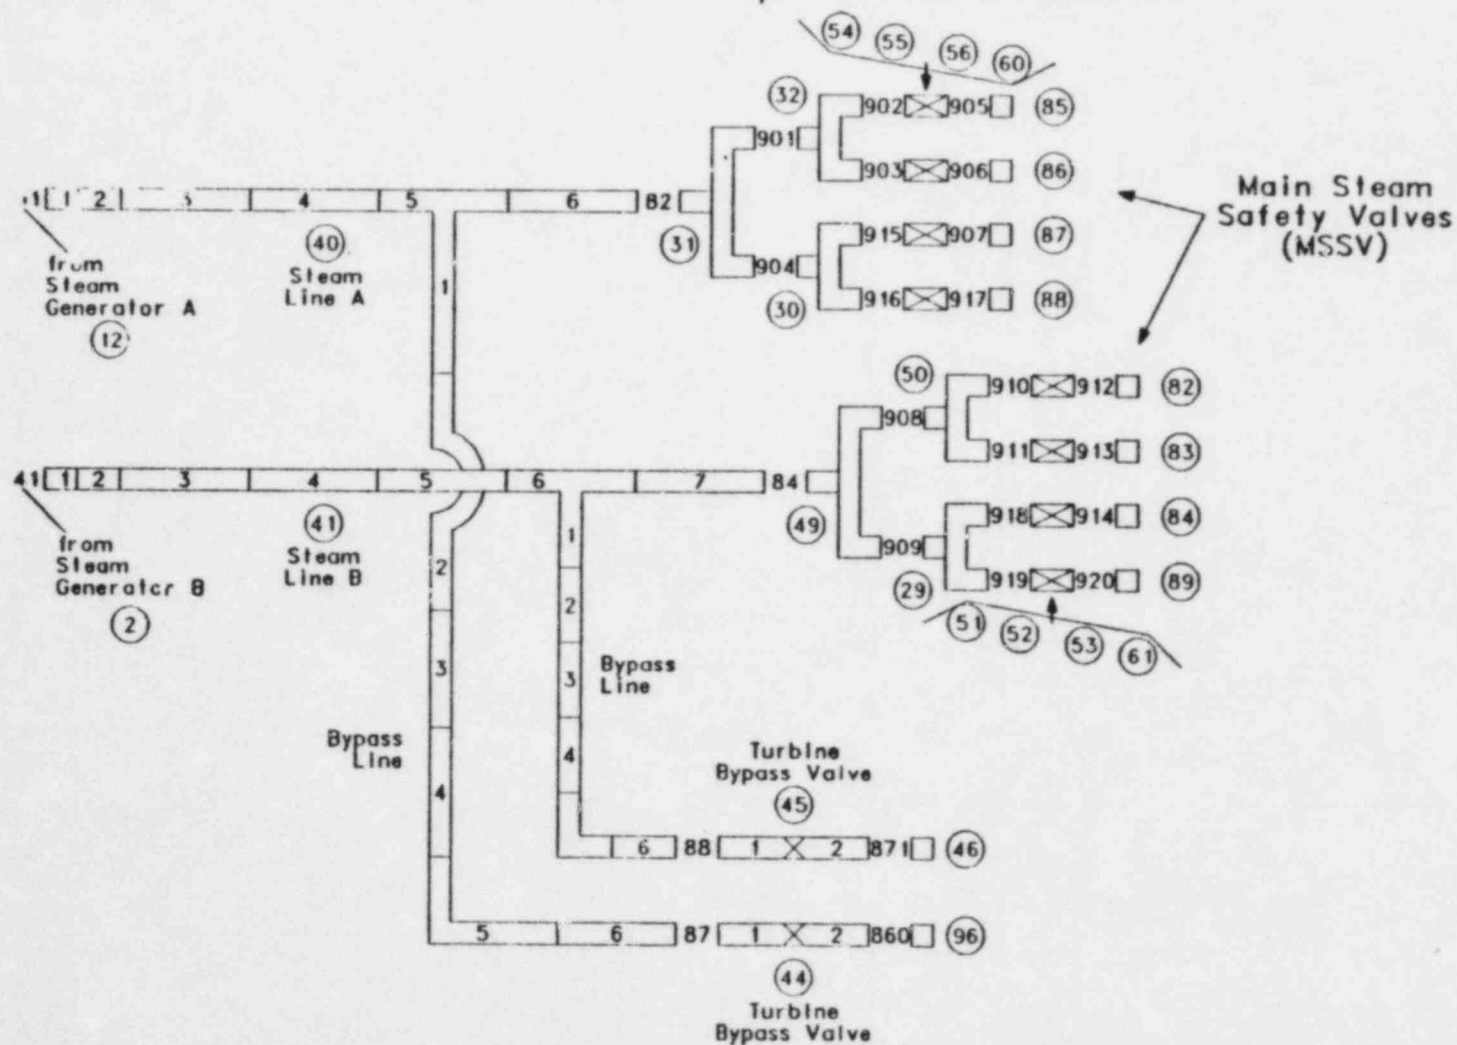 54 55 56 60
32 902 905 85
901
903 906 86
1 1 2 3 4 5 6 82
31
915 907 87
904
916 917 88
30
Main Steam
Safety Valves
(MSSV)
40
Steam
Line A
from
Steam
Generator A
12
1
50 910 912 82
908
911 913 83
41 1 2 3 4 5 6 7 84
49
918 914 84
909
919 920 89
29
51 52 53 61
41
Steam
Line B
from
Steam
Generator B
2
1
2
2
3
3
Bypass
Line
Bypass
Line
4
4
Turbine
Bypass Valve
45
6 88 1 2 871 46
5 6 87 1 2 860 96
44
Turbine
Bypass Valve